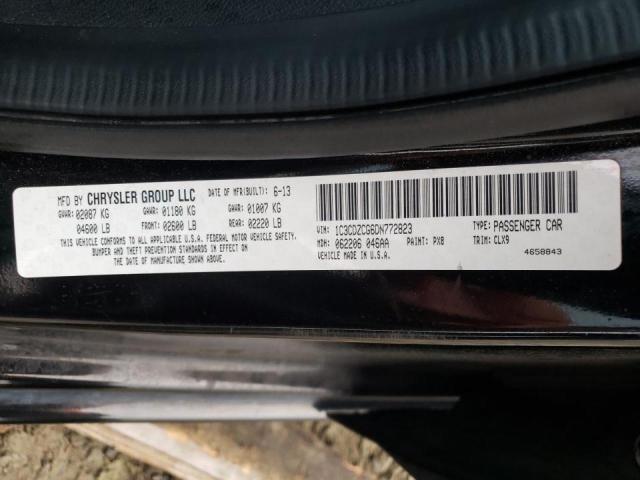 MFD BY CHRYSLER GROUP LLC DATE OF MFR(BUILT): 6-13
GVWR: 02087 KG GAWR: 01180 KG GAWR: 01007 KG
04600 LB FRONT: 02600 LB REAR: 02220 LB
THIS VEHICLE CONFORMS TO ALL APPLICABLE U.S.A. FEDERAL MOTOR VEHICLE SAFETY,
BUMPER AND THEFT PREVENTION STANDARDS IN EFFECT ON
THE DATE OF MANUFACTURE SHOWN ABOVE.
VIN: 1C3CDZCG6DN772823 TYPE: PASSENGER CAR
MDH: 062206 046AA PAINT: PX8 TRIM: CLX9
VEHICLE MADE IN U.S.A. 4658843